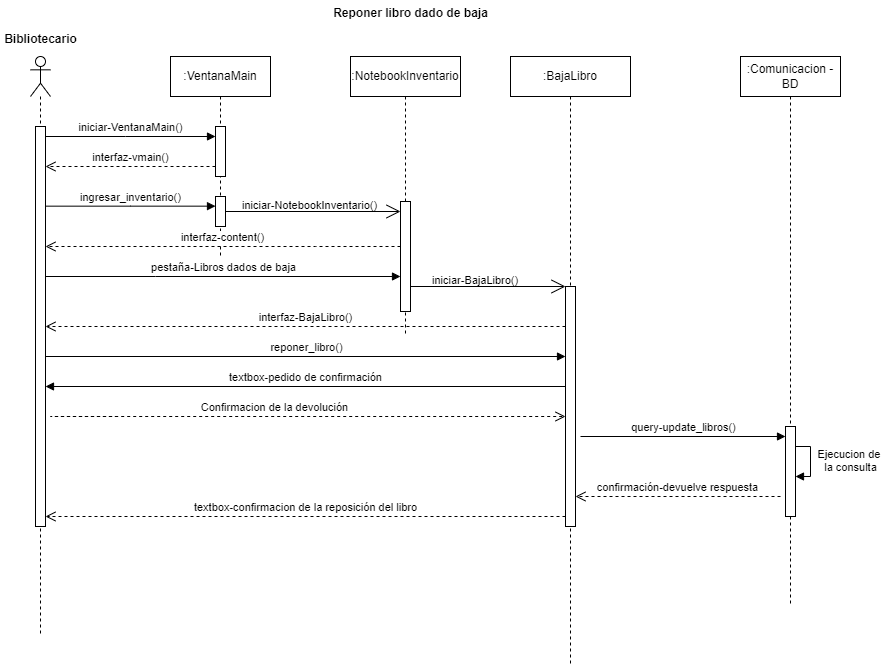 Reponer libro dado de baja
Bibliotecario
:VentanaMain
:NotebookInventario
:BajaLibro
:Comunicacion -
BD
iniciar-VentanaMain()
interfaz-vmain()
ingresar_inventario()
iniciar-NotebookInventario()
interfaz-content()
pestaña-Libros dados de baja
iniciar-BajaLibro()
interfaz-BajaLibro()
reponer_libro()
textbox-pedido de confirmación
Confirmacion de la devolución
query-update_libros()
Ejecucion de
la consulta
confirmación-devuelve respuesta
textbox-confirmacion de la reposición del libro